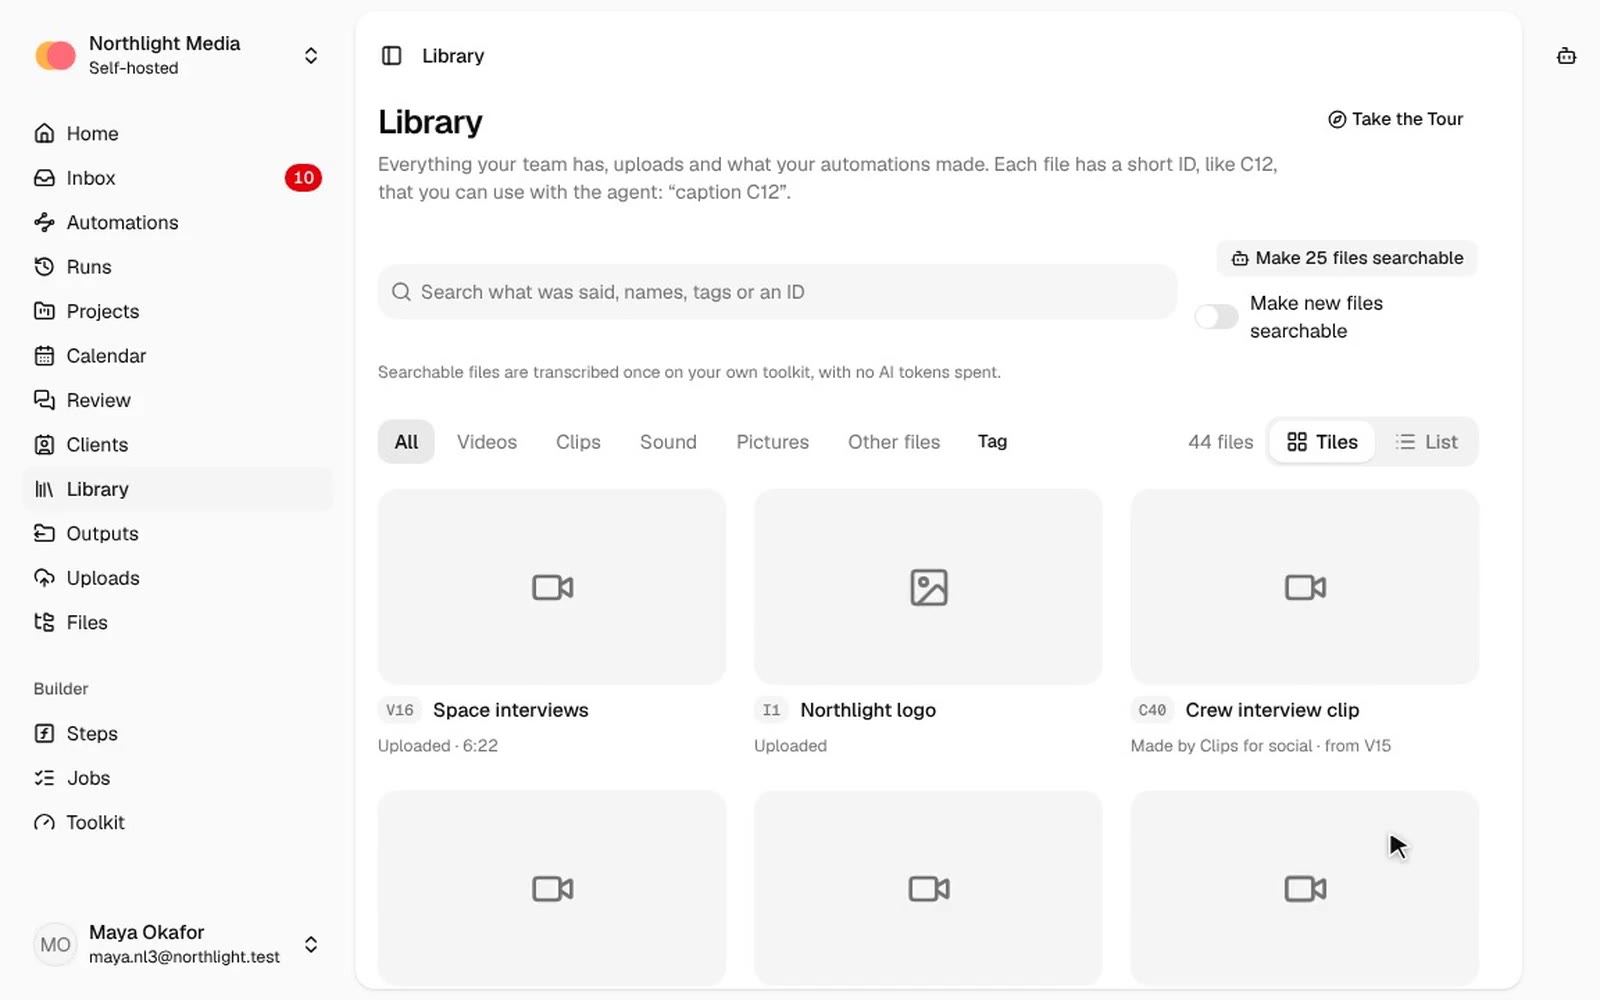 Northlight Media
Self-hosted
Home
Inbox
10
Automations
Runs
Projects
Calendar
Review
Clients
Library
Outputs
Uploads
Files
Builder
Steps
Jobs
Toolkit
MO
Maya Okafor
maya.nl3@northlight.test
Library
Library
Take the Tour
Everything your team has, uploads and what your automations made. Each file has a short ID, like C12,
that you can use with the agent: “caption C12”.
Search what was said, names, tags or an ID
Make 25 files searchable
Make new files
searchable
Searchable files are transcribed once on your own toolkit, with no AI tokens spent.
All
Videos
Clips
Sound
Pictures
Other files
Tag
44 files
Tiles
List
V16 Space interviews
Uploaded · 6:22
I1 Northlight logo
Uploaded
C40 Crew interview clip
Made by Clips for social · from V15